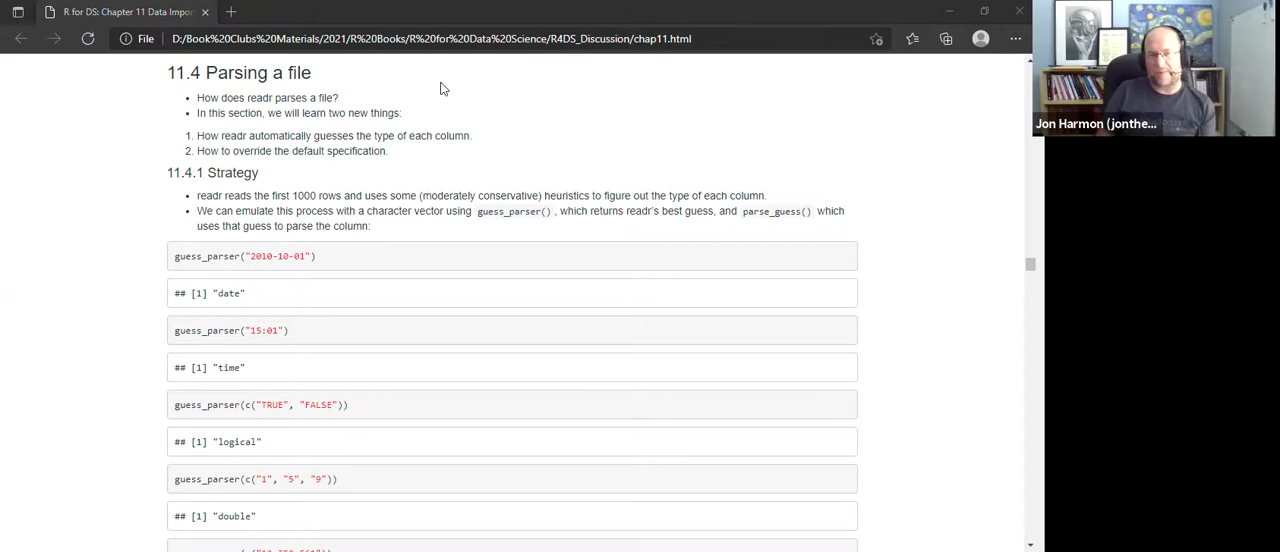 R for DS: Chapter 11 Data Impor
File
D:/Book%20Clubs%20Materials/2021/R%20Books/R%20for%20Data%20Science/R4DS_Discussion/chap11.html
Jon Harmon (jonthe...
11.4 Parsing a file
• How does readr parses a file?
• In this section, we will learn two new things:
1. How readr automatically guesses the type of each column.
2. How to override the default specification.
11.4.1 Strategy
• readr reads the first 1000 rows and uses some (moderately conservative) heuristics to figure out the type of each column.
• We can emulate this process with a character vector using guess_parser(), which returns readr's best guess, and parse_guess() which
uses that guess to parse the column:
guess_parser("2010-10-01")
## [1] "date"
guess_parser("15:01")
## [1] "time"
guess_parser(c("TRUE", "FALSE"))
## [1] "logical"
guess_parser(c("1", "5", "9"))
## [1] "double"